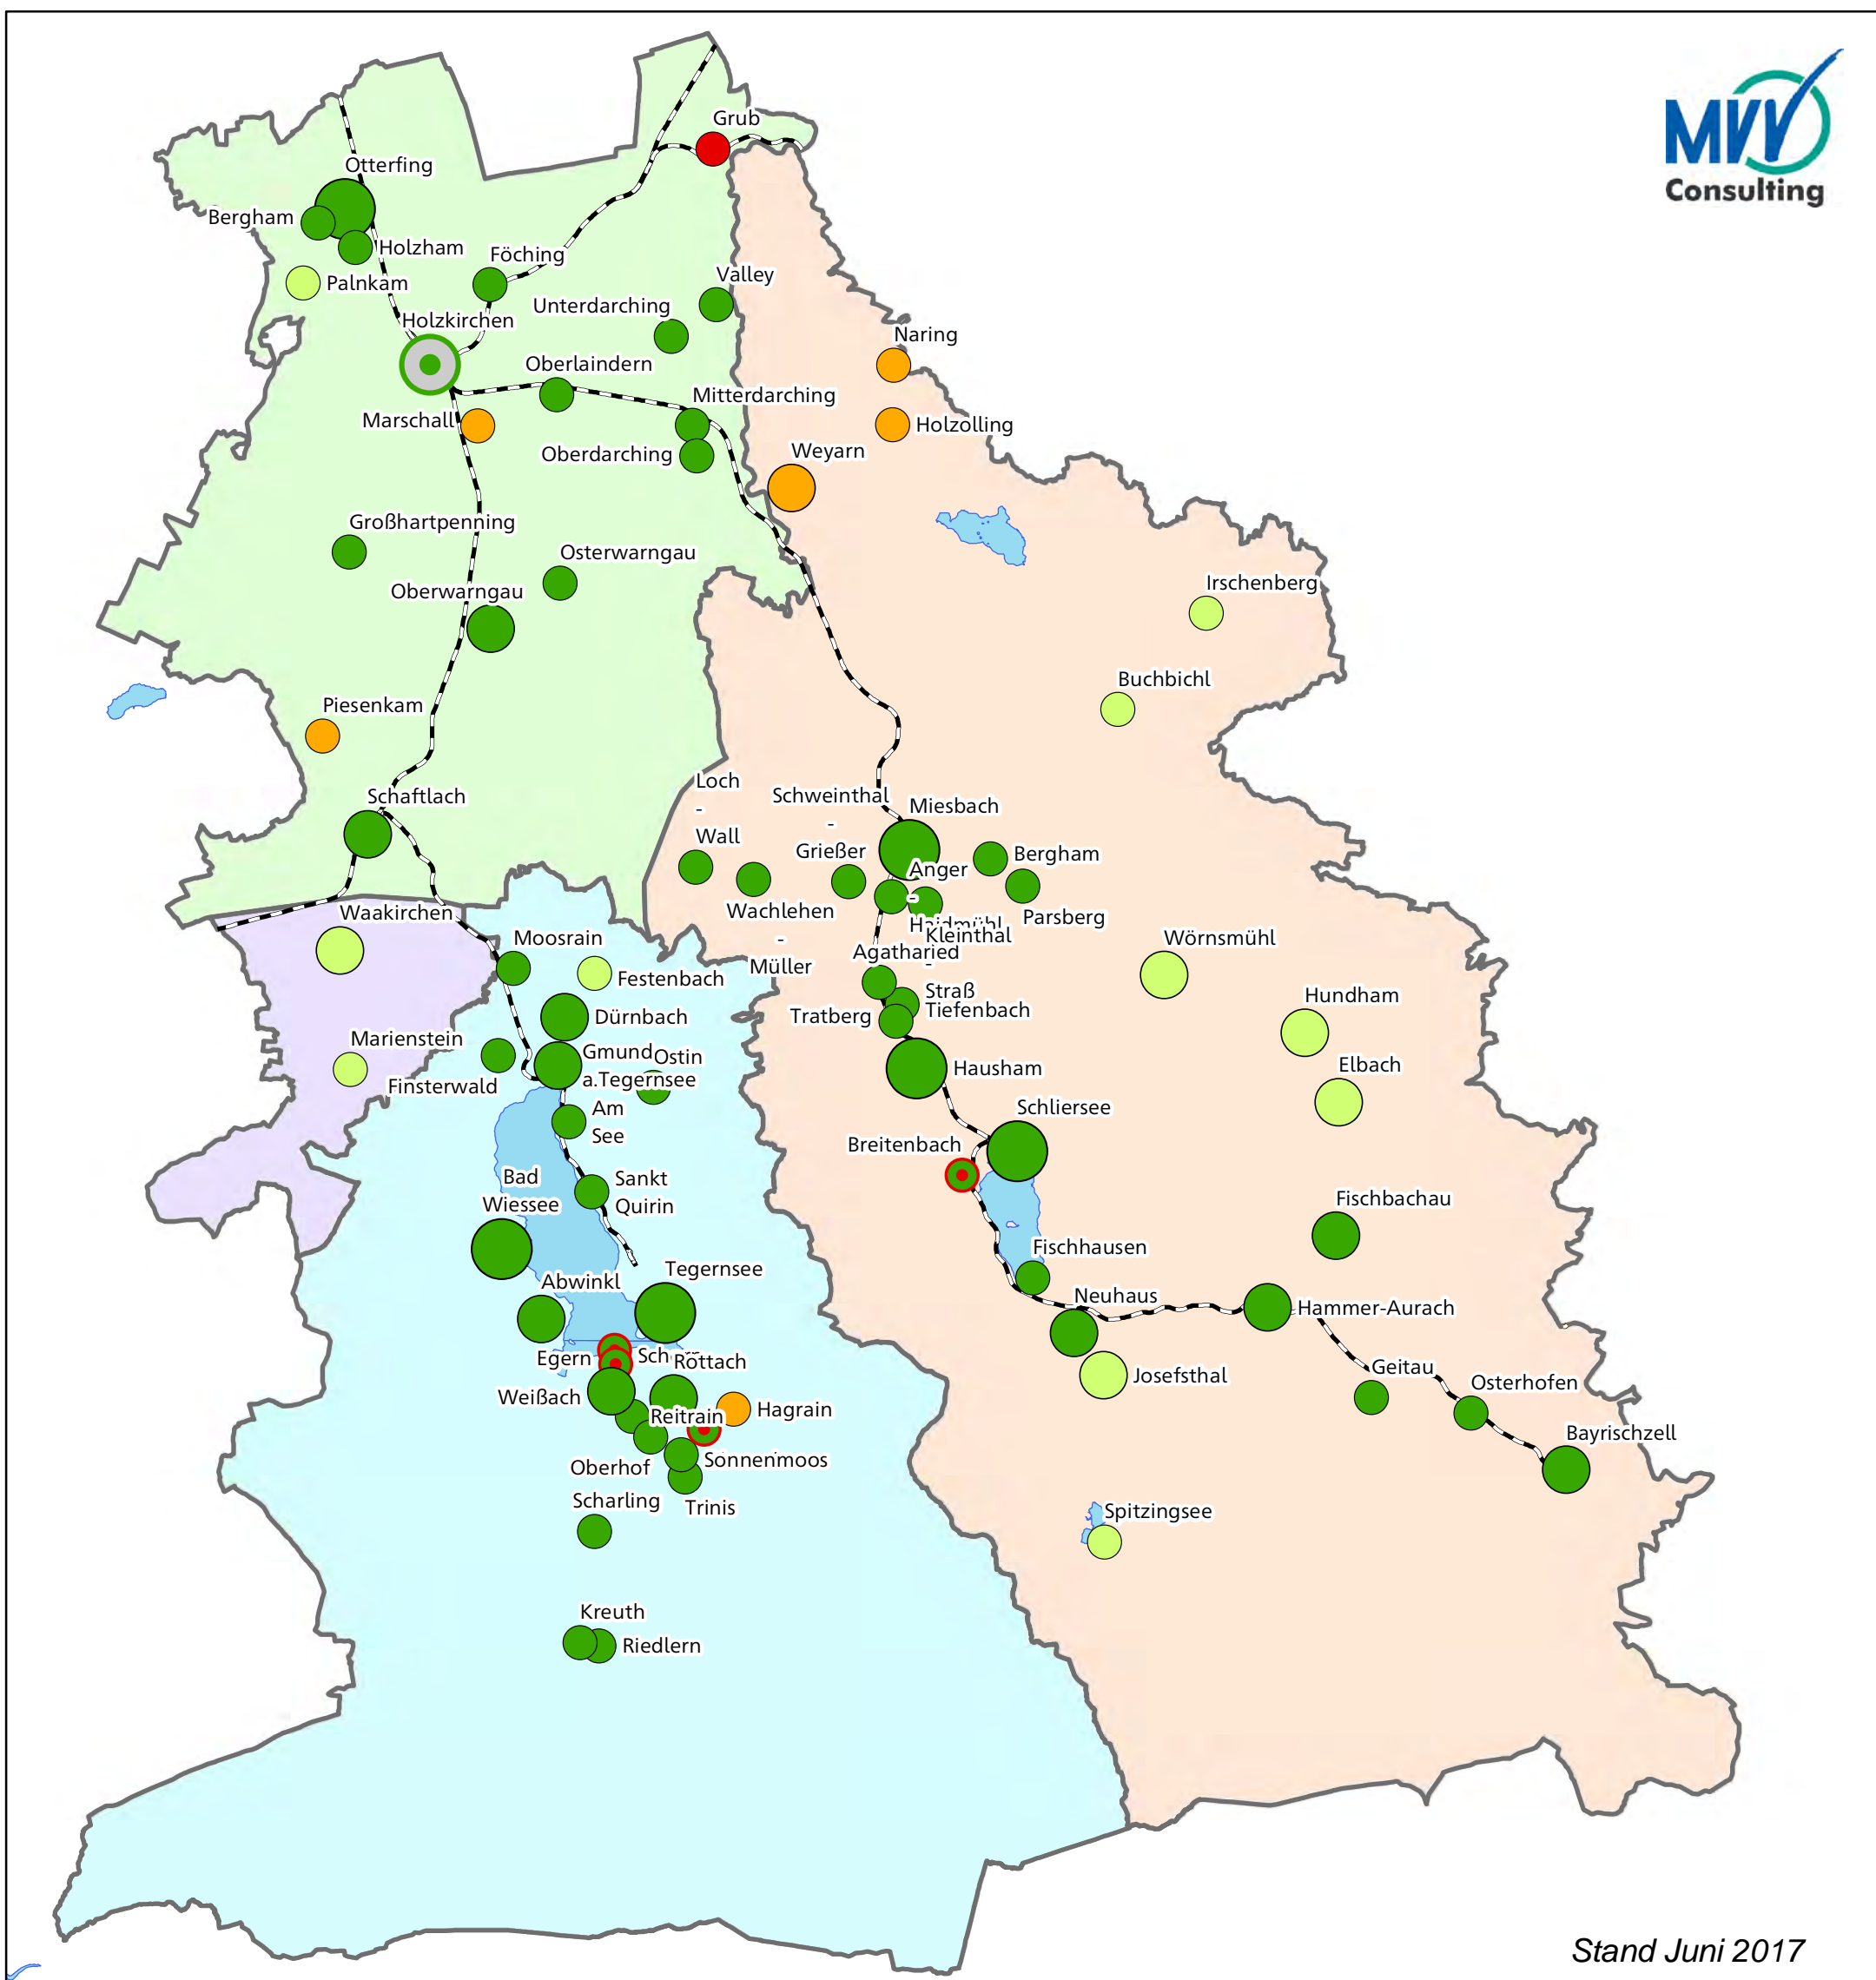 MVV
Consulting
Grub
Otterfing
Bergham
Holzham
Föching
Palnkam
Valley
Unterdarching
Holzkirchen
Naring
Oberlaindern
Mitterdarching
Marschall
Holzolling
Oberdarching
Weyarn
Großhartpenning
Osterwarngau
Irschenberg
Oberwarngau
Buchbichl
Piesenkam
Loch
-
Wall
Schweinthal
-
Grießer
Schaftlach
Miesbach
Bergham
Anger
-
Haidmühl
Wachlehen
-
Müller
Parsberg
Waakirchen
Kleinthal
-
Straß
Moosrain
Wörnsmühl
Agatharied
Festenbach
Hundham
Tiefenbach
Tratberg
Dürnbach
Marienstein
Gmund
a.Tegernsee
Ostin
Finsterwald
Hausham
Elbach
Am
See
Schliersee
Breitenbach
Bad
Wiessee
Sankt
Quirin
Fischbachau
Fischhausen
Tegernsee
Abwinkl
Neuhaus
Hammer-Aurach
Egern
Rottach
Geitau
Josefsthal
Osterhofen
Weißach
Hagrain
Reitrain
Bayrischzell
Oberhof
Sonnenmoos
Scharling
Trinis
Spitzingsee
Kreuth
Riedlern
Stand Juni 2017